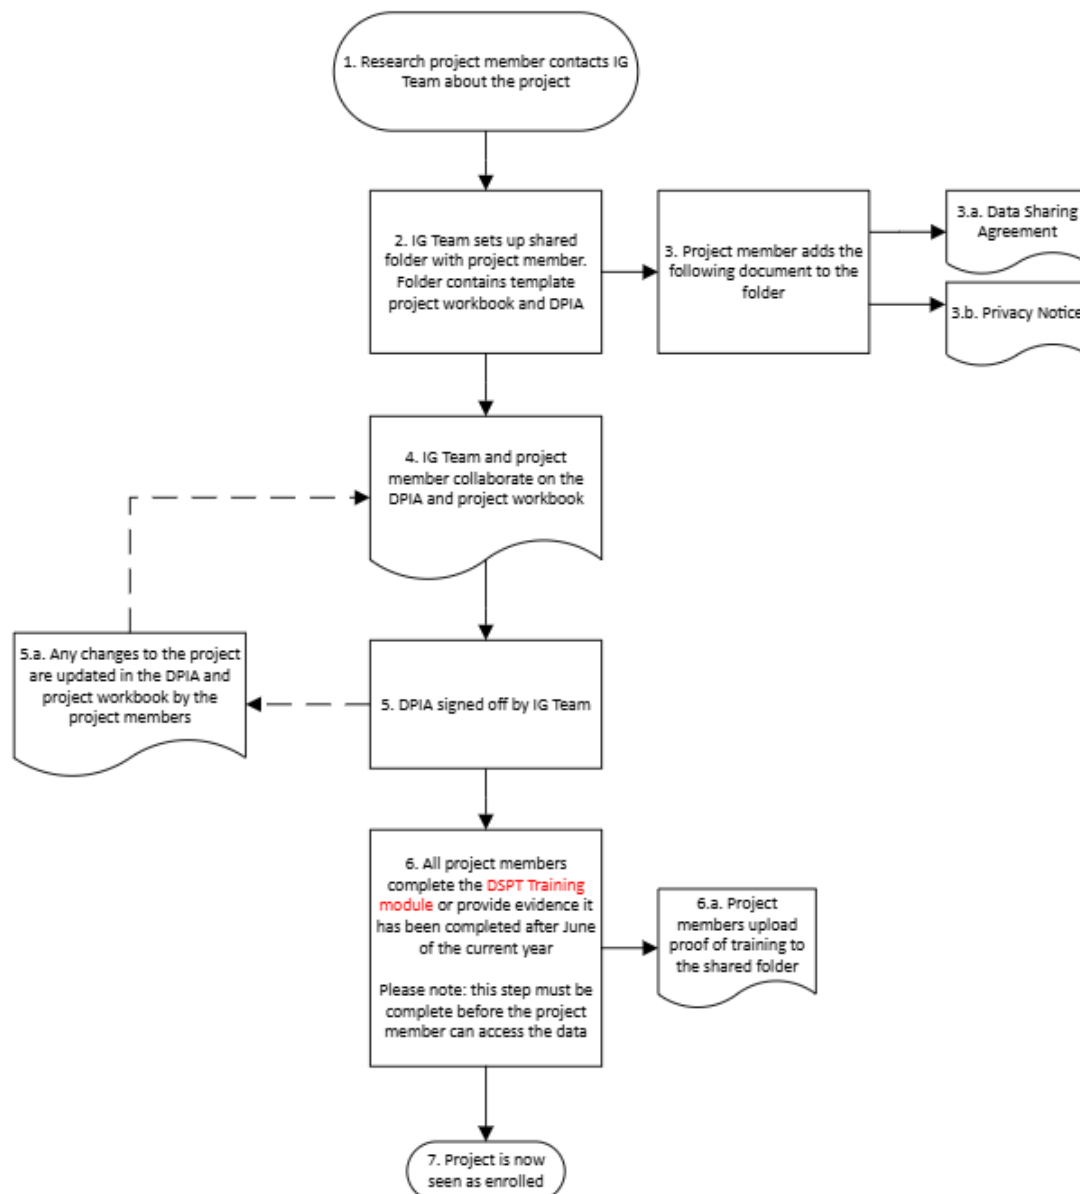 1. Research project member contacts IG
Team about the project
2. IG Team sets up shared
folder with project member.
Folder contains template
project workbook and DPIA
3. Project member adds the
following document to the
folder
3.a. Data Sharing
Agreement
3.b. Privacy Notice
4. IG Team and project
member collaborate on the
DPIA and project workbook
5.a. Any changes to the project
are updated in the DPIA and
project workbook by the
project members
5. DPIA signed off by IG Team
6. All project members
complete the DSPT Training
module or provide evidence it
has been completed after June
of the current year
Please note: this step must be
complete before the project
member can access the data
6.a. Project
members upload
proof of training to
the shared folder
7. Project is now
seen as enrolled